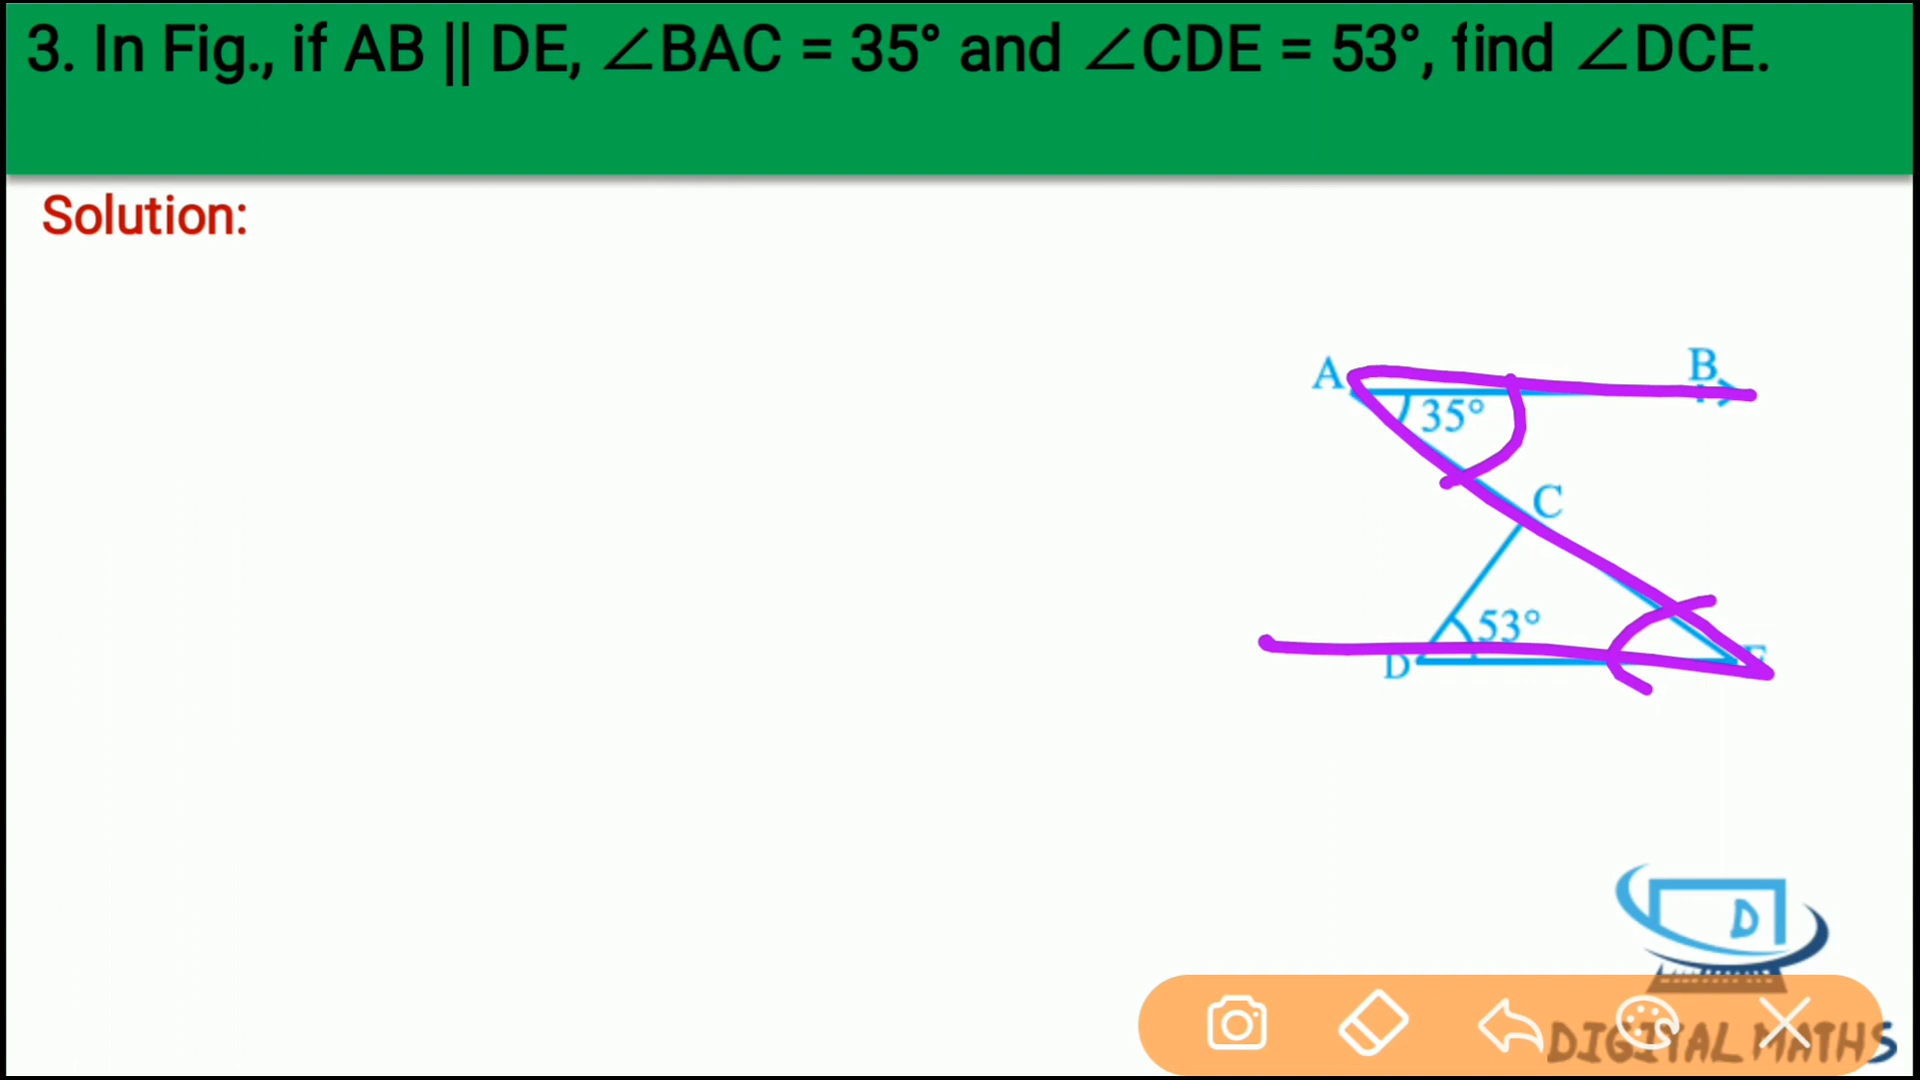 3. In Fig., if AB || DE, ∠BAC = 35° and ∠CDE = 53°, find ∠DCE.
Solution:
A
B
35°
C
53°
D
E
D
DIGITAL MATHS